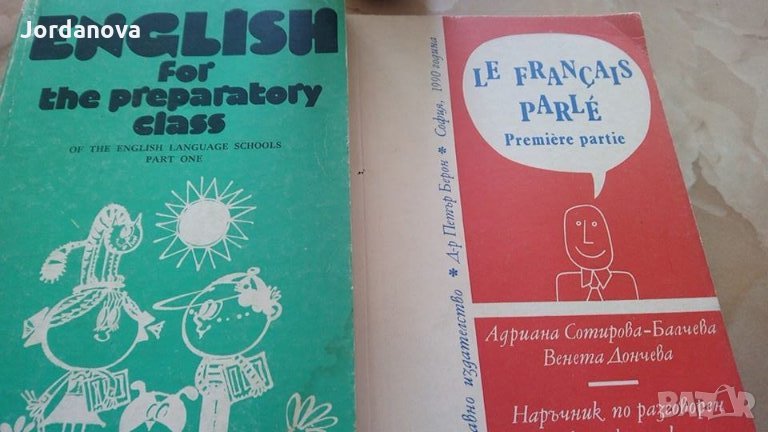 Jordanova
ENGLISH
for
the preparatory
class
OF THE ENGLISH LANGUAGE SCHOOLS
PART ONE
LE FRANÇAIS
PARLÉ
Première partie
издателство * Д-р Петър Берон * София, 1990 година
Адриана Сотирова-Балчева
Венета Дончева
Наръчник по разговорен
BAZAR